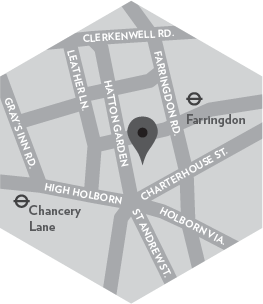 CLERKENWELL RD.
LEATHER LN.
HATTON GARDEN
FARRINGDON RD.
GRAY'S INN RD.
Farringdon
CHARTERHOUSE ST.
HIGH HOLBORN
Chancery
Lane
ST ANDREW ST.
HOLBORN VIA.